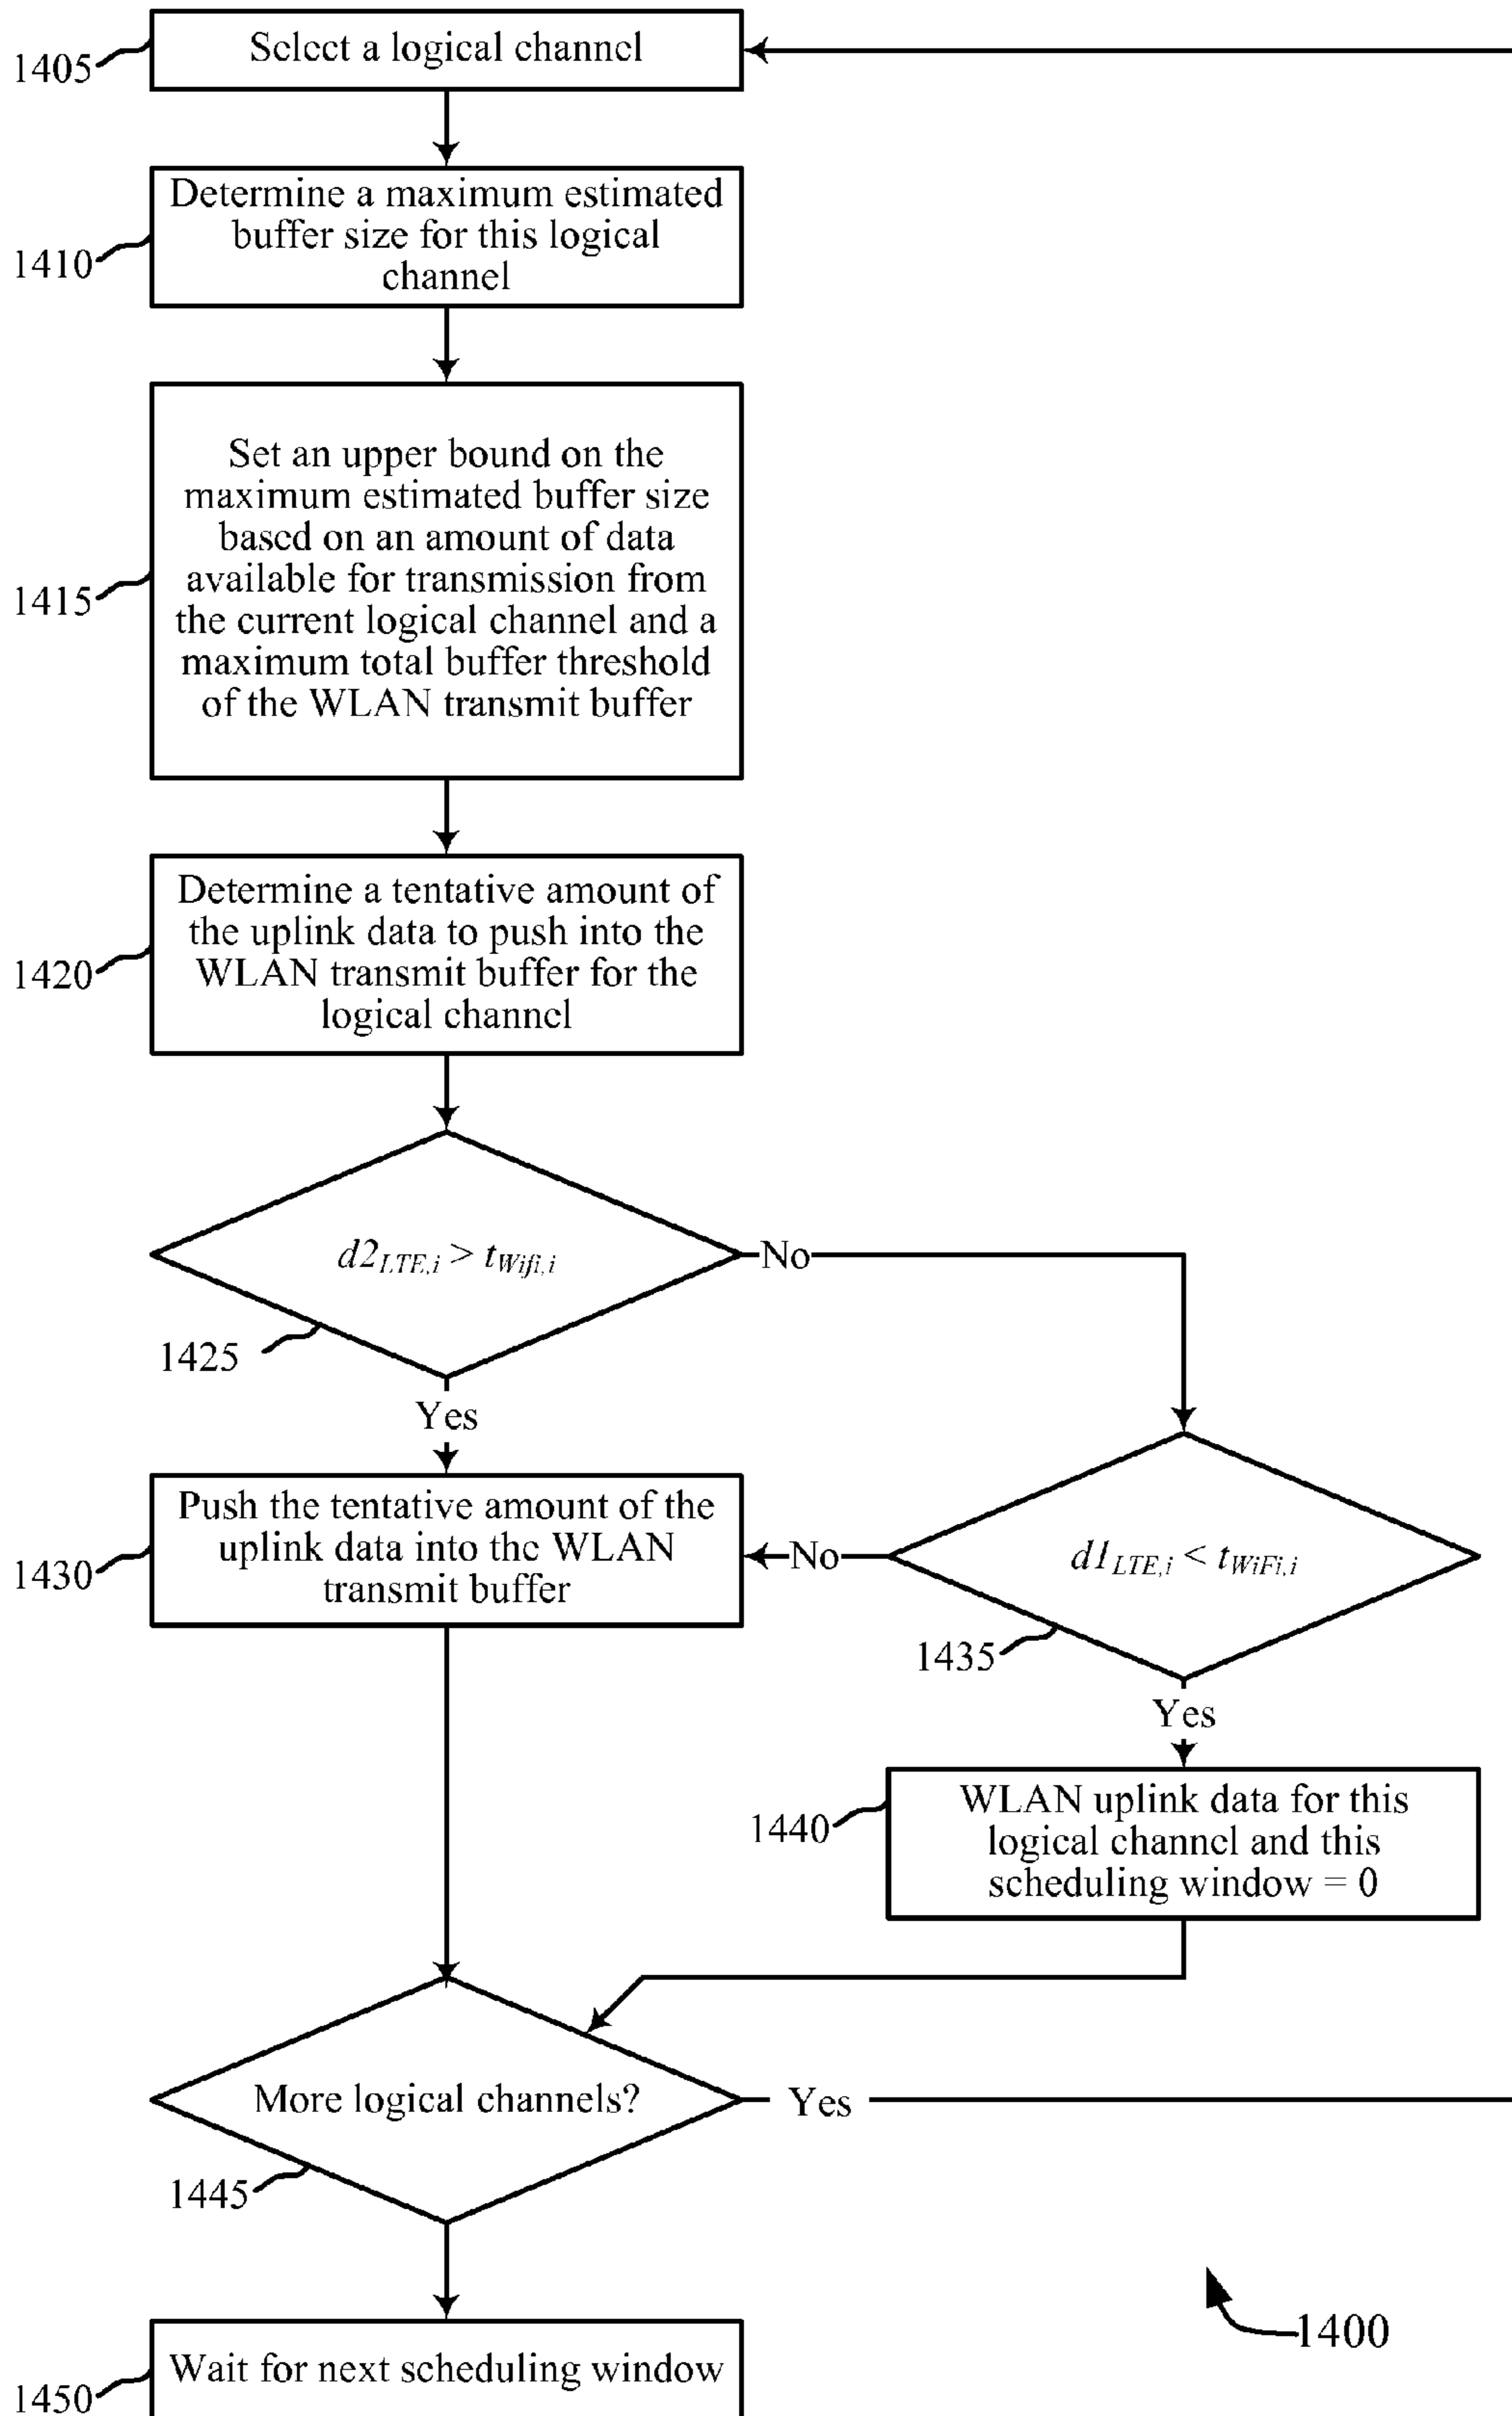 1405
Select a logical channel
1410
Determine a maximum estimated
buffer size for this logical
channel
1415
Set an upper bound on the
maximum estimated buffer size
based on an amount of data
available for transmission from
the current logical channel and a
maximum total buffer threshold
of the WLAN transmit buffer
1420
Determine a tentative amount of
the uplink data to push into the
WLAN transmit buffer for the
logical channel
d2LTE,i > tWifi,i
No
1425
Yes
1430
Push the tentative amount of the
uplink data into the WLAN
transmit buffer
No
d1LTE,i < tWiFi,i
1435
Yes
1440
WLAN uplink data for this
logical channel and this
scheduling window = 0
More logical channels?
Yes
1445
1400
1450
Wait for next scheduling window